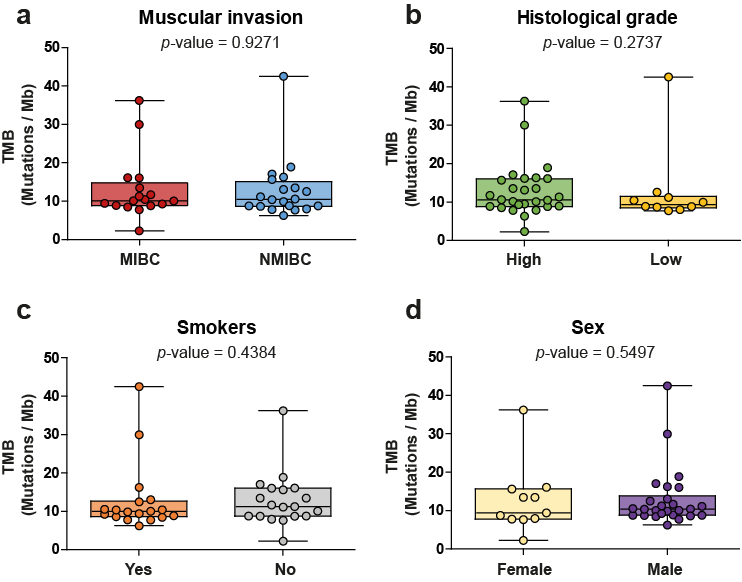 a
Muscular invasion
p-value = 0.9271
TMB
(Mutations / Mb)
50
40
30
20
10
0
MIBC
NMIBC
b
Histological grade
p-value = 0.2737
TMB
(Mutations / Mb)
50
40
30
20
10
0
High
Low
c
Smokers
p-value = 0.4384
TMB
(Mutations / Mb)
50
40
30
20
10
0
Yes
No
d
Sex
p-value = 0.5497
TMB
(Mutations / Mb)
50
40
30
20
10
0
Female
Male